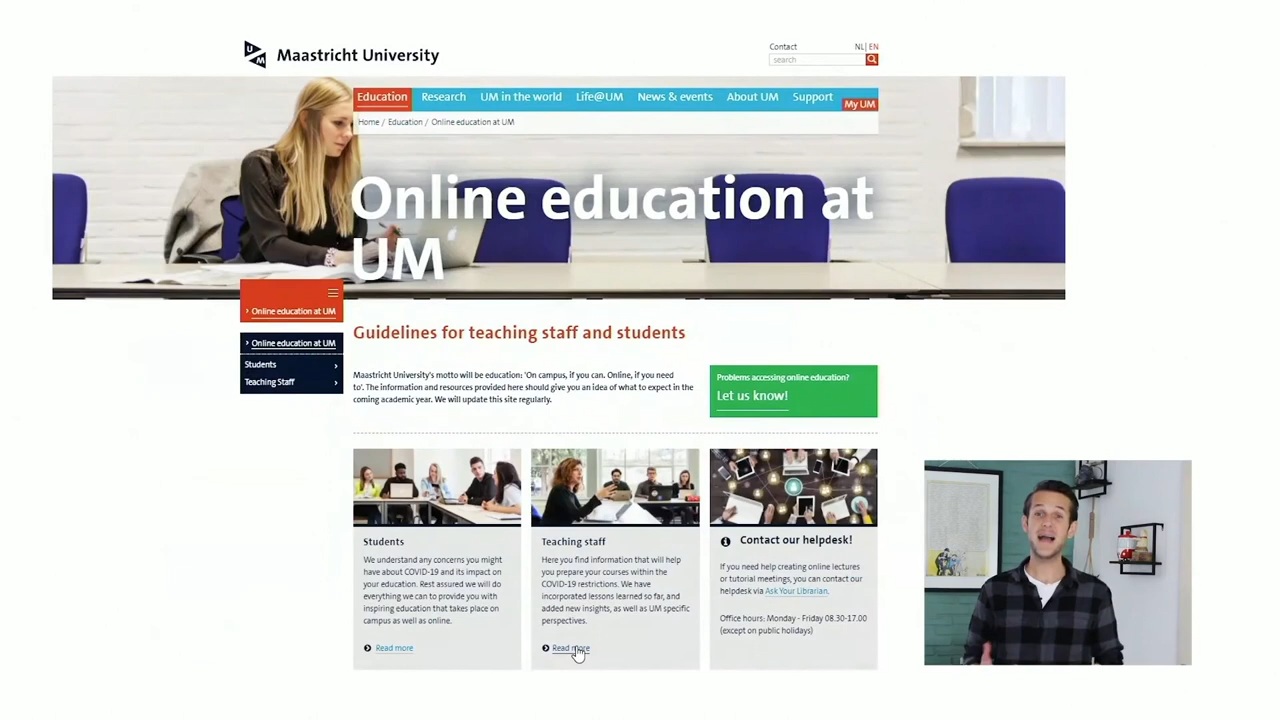 Maastricht University
Contact
NL| EN
search
Education Research UM in the world Life@UM News & events About UM Support My UM
Home / Education / Online education at UM
Online education at
UM
Online education at UM
Online education at UM
Students
Teaching Staff
Guidelines for teaching staff and students
Maastricht University's motto will be education: 'On campus, if you can. Online, if you need
to'. The information and resources provided here should give you an idea of what to expect in the
coming academic year. We will update this site regularly.
Problems accessing online education?
Let us know!
Students
We understand any concerns you might
have about COVID-19 and its impact on
your education. Rest assured we will do
everything we can to provide you with
inspiring education that takes place on
campus as well as online.
Read more
Teaching staff
Here you find information that will help
you prepare your courses within the
COVID-19 restrictions. We have
incorporated lessons learned so far, and
added new insights, as well as UM specific
perspectives.
Read more
Contact our helpdesk!
If you need help creating online lectures
or tutorial meetings, you can contact our
helpdesk via Ask Your Librarian.
Office hours: Monday - Friday 08.30-17.00
(except on public holidays)